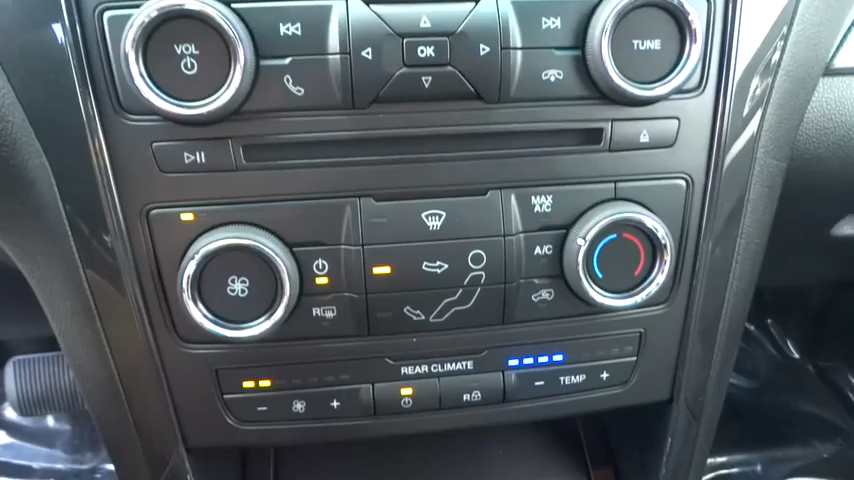 VOL
OK
TUNE
MAX
A/C
A/C
R
REAR CLIMATE
- + R - TEMP +